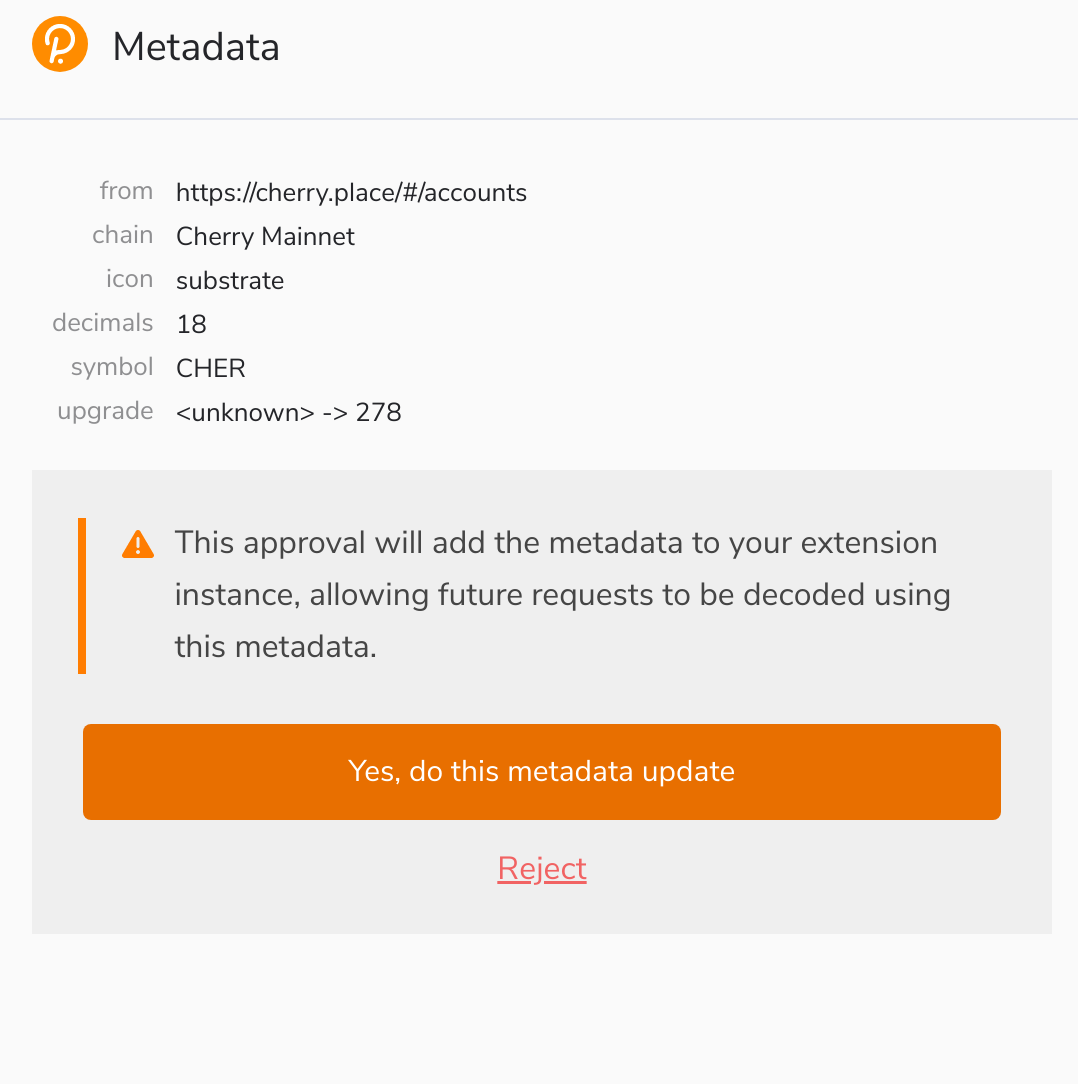 Metadata
from https://cherry.place/#/accounts
chain Cherry Mainnet
icon substrate
decimals 18
symbol CHER
upgrade <unknown> -> 278
This approval will add the metadata to your extension
instance, allowing future requests to be decoded using
this metadata.
Yes, do this metadata update
Reject